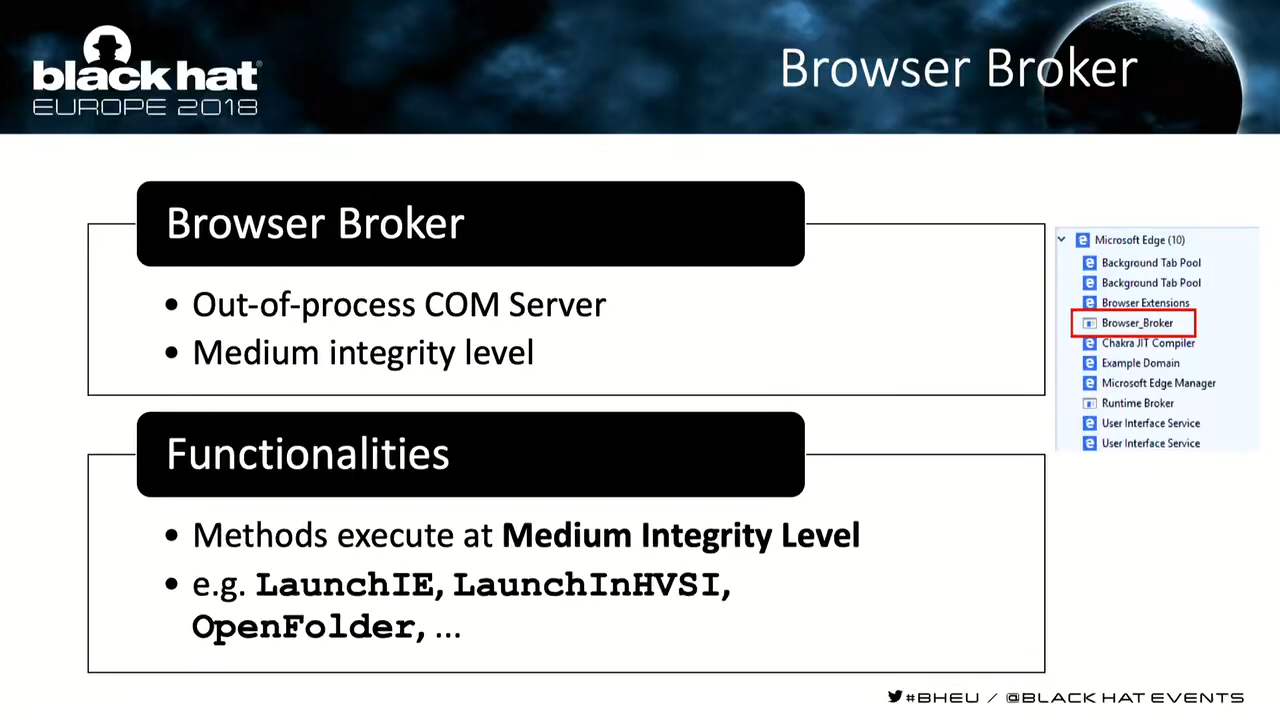 black hat®
EUROPE 2018
Browser Broker
Browser Broker
• Out-of-process COM Server
• Medium integrity level
Functionalities
• Methods execute at Medium Integrity Level
• e.g. LaunchIE, LaunchInHVSI,
OpenFolder, ...
Microsoft Edge (10)
Background Tab Pool
Background Tab Pool
Browser Extensions
Browser_Broker
Chakra JIT Compiler
Example Domain
Microsoft Edge Manager
Runtime Broker
User Interface Service
User Interface Service
#BHEU / @BLACK HAT EVENTS